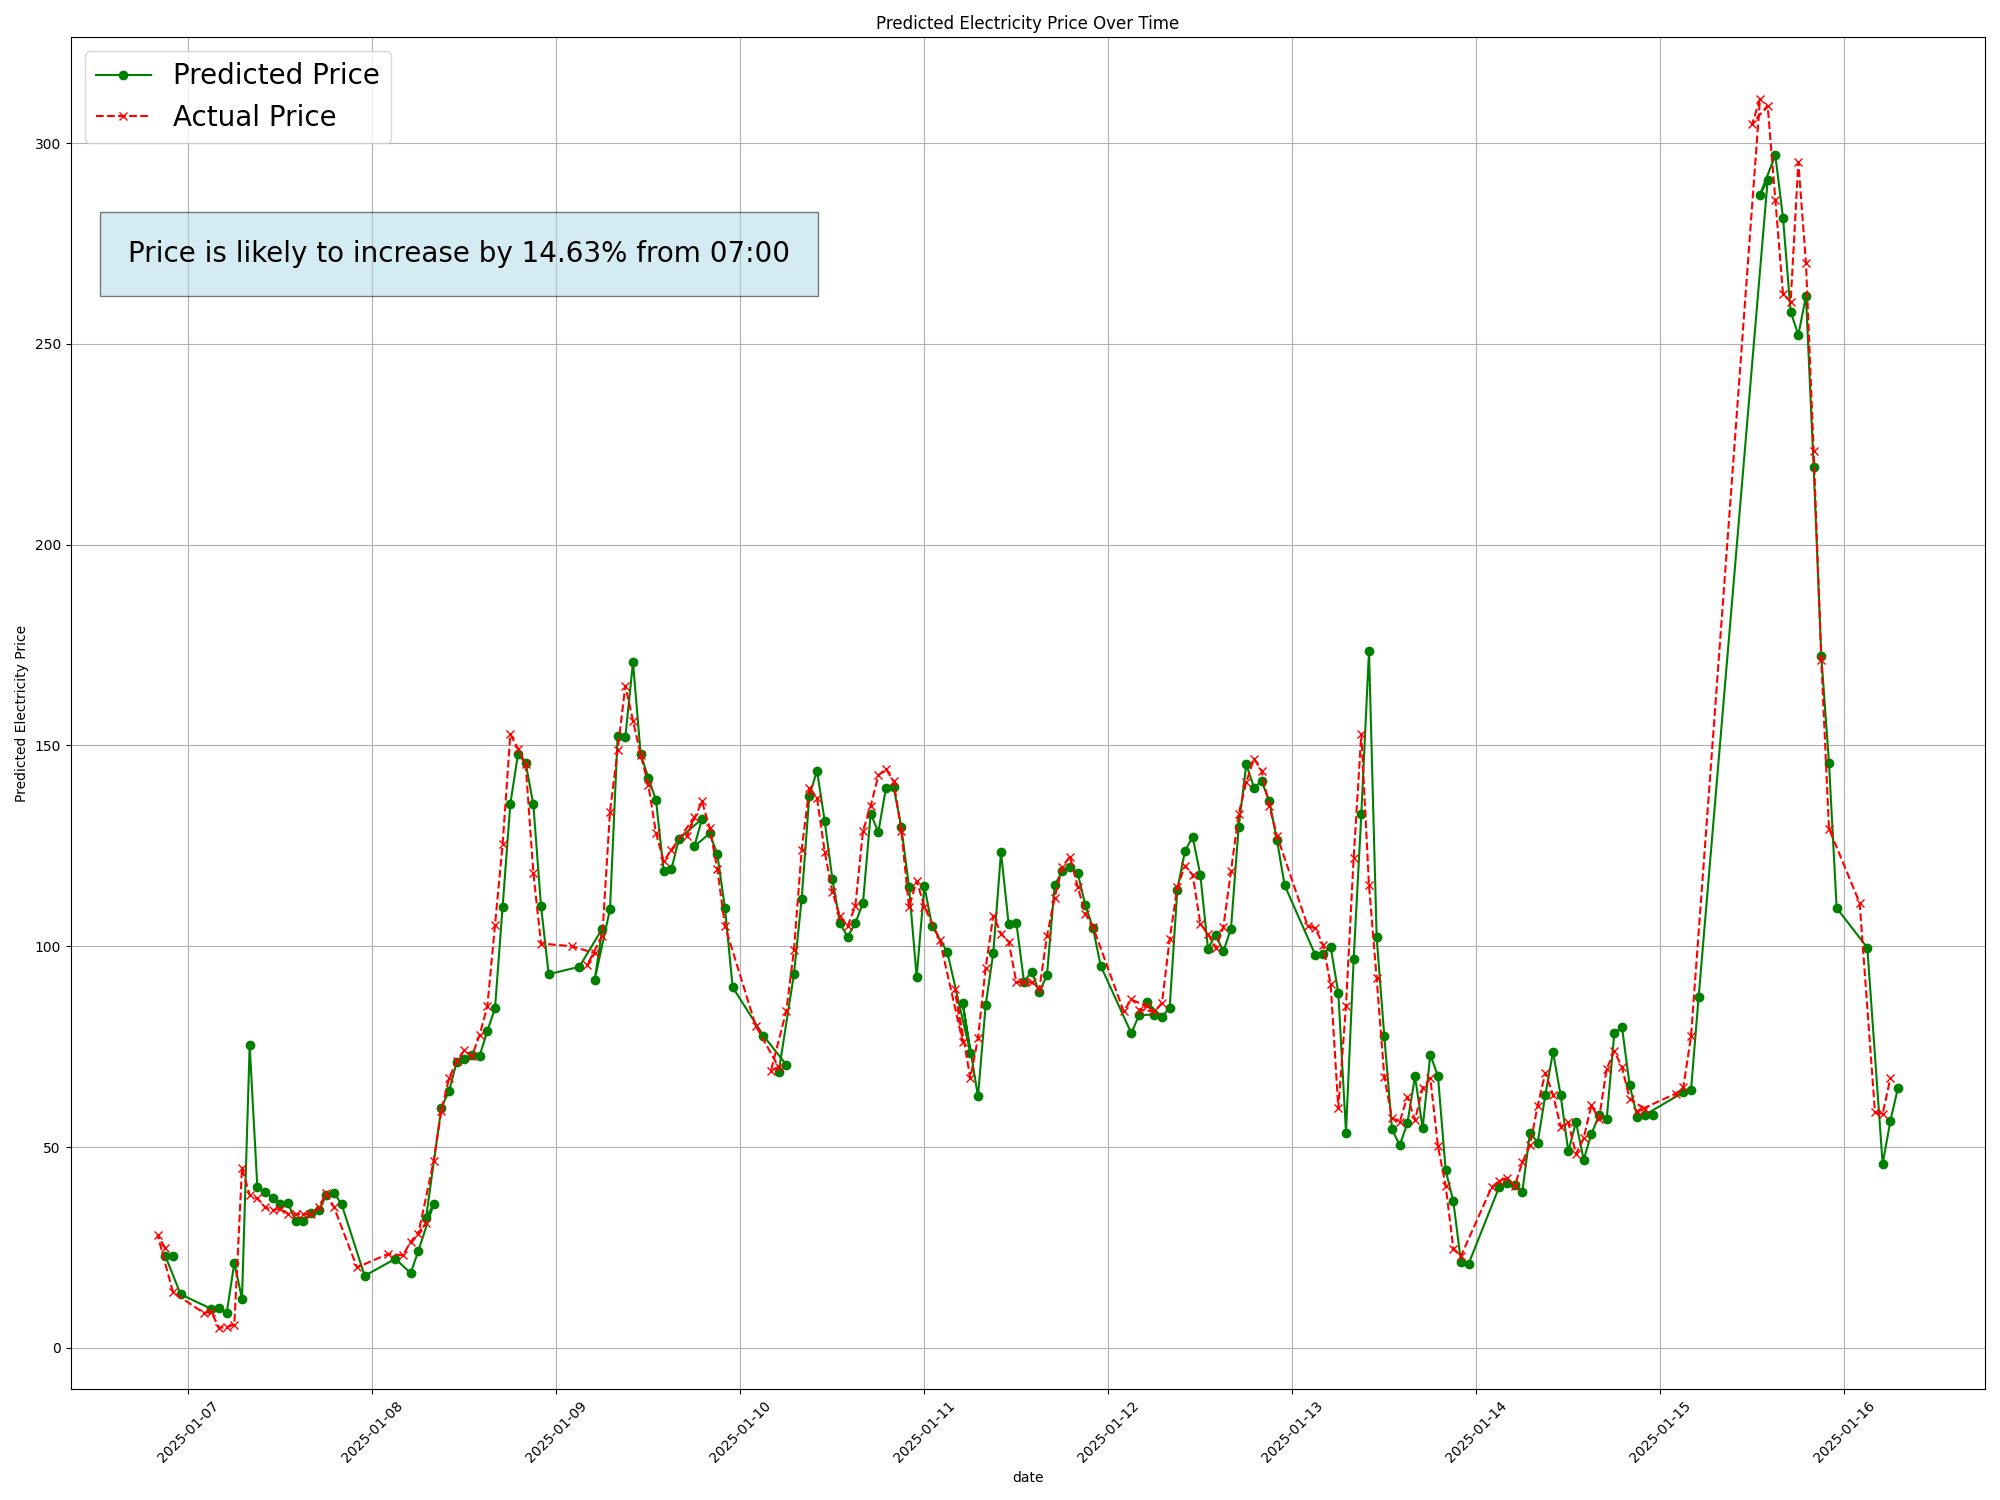 Predicted Electricity Price Over Time
Predicted Price
Actual Price
Price is likely to increase by 14.63% from 07:00
Predicted Electricity Price
300
250
200
150
100
50
0
2025-01-07
2025-01-08
2025-01-09
2025-01-10
2025-01-11
2025-01-12
2025-01-13
2025-01-14
2025-01-15
2025-01-16
date